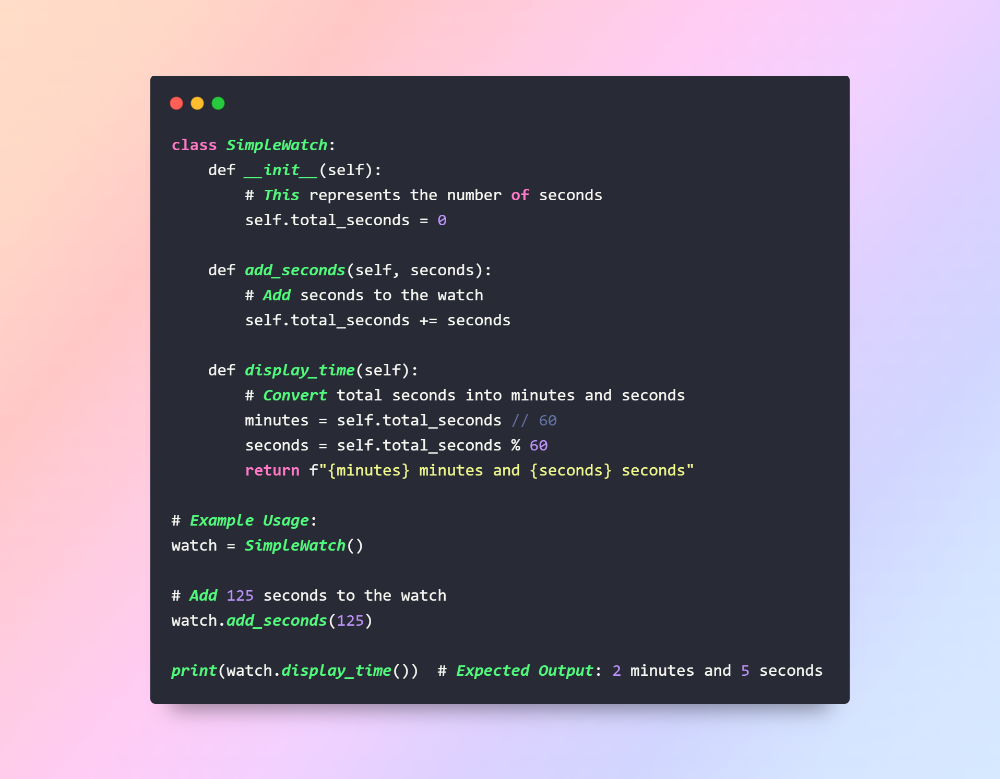 class SimpleWatch:
    def __init__(self):
        # This represents the number of seconds
        self.total_seconds = 0

    def add_seconds(self, seconds):
        # Add seconds to the watch
        self.total_seconds += seconds

    def display_time(self):
        # Convert total seconds into minutes and seconds
        minutes = self.total_seconds // 60
        seconds = self.total_seconds % 60
        return f"{minutes} minutes and {seconds} seconds"

# Example Usage:
watch = SimpleWatch()

# Add 125 seconds to the watch
watch.add_seconds(125)

print(watch.display_time())  # Expected Output: 2 minutes and 5 seconds